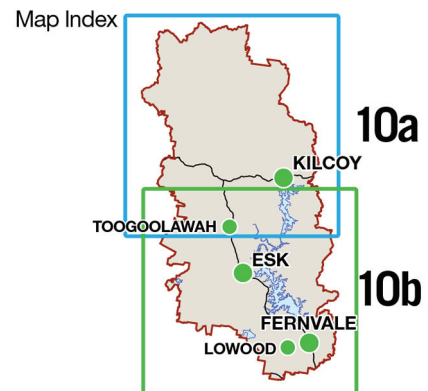 Map Index
10a
KILCOY
TOOGOOLAWAH
ESK
10b
FERNVALE
LOWOOD